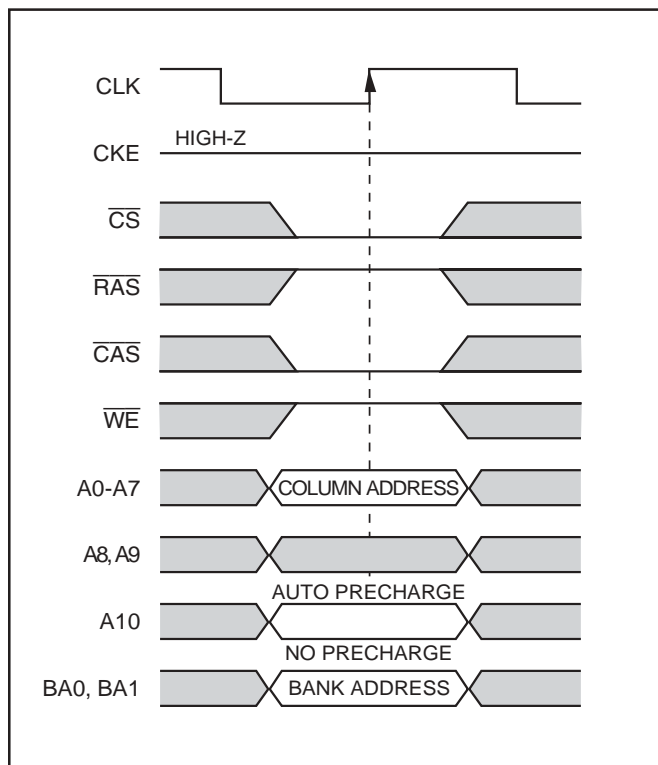 CLK
HIGH-Z
CKE
CS
RAS
CAS
WE
A0-A7 COLUMN ADDRESS
A8, A9
AUTO PRECHARGE
A10
NO PRECHARGE
BA0, BA1 BANK ADDRESS